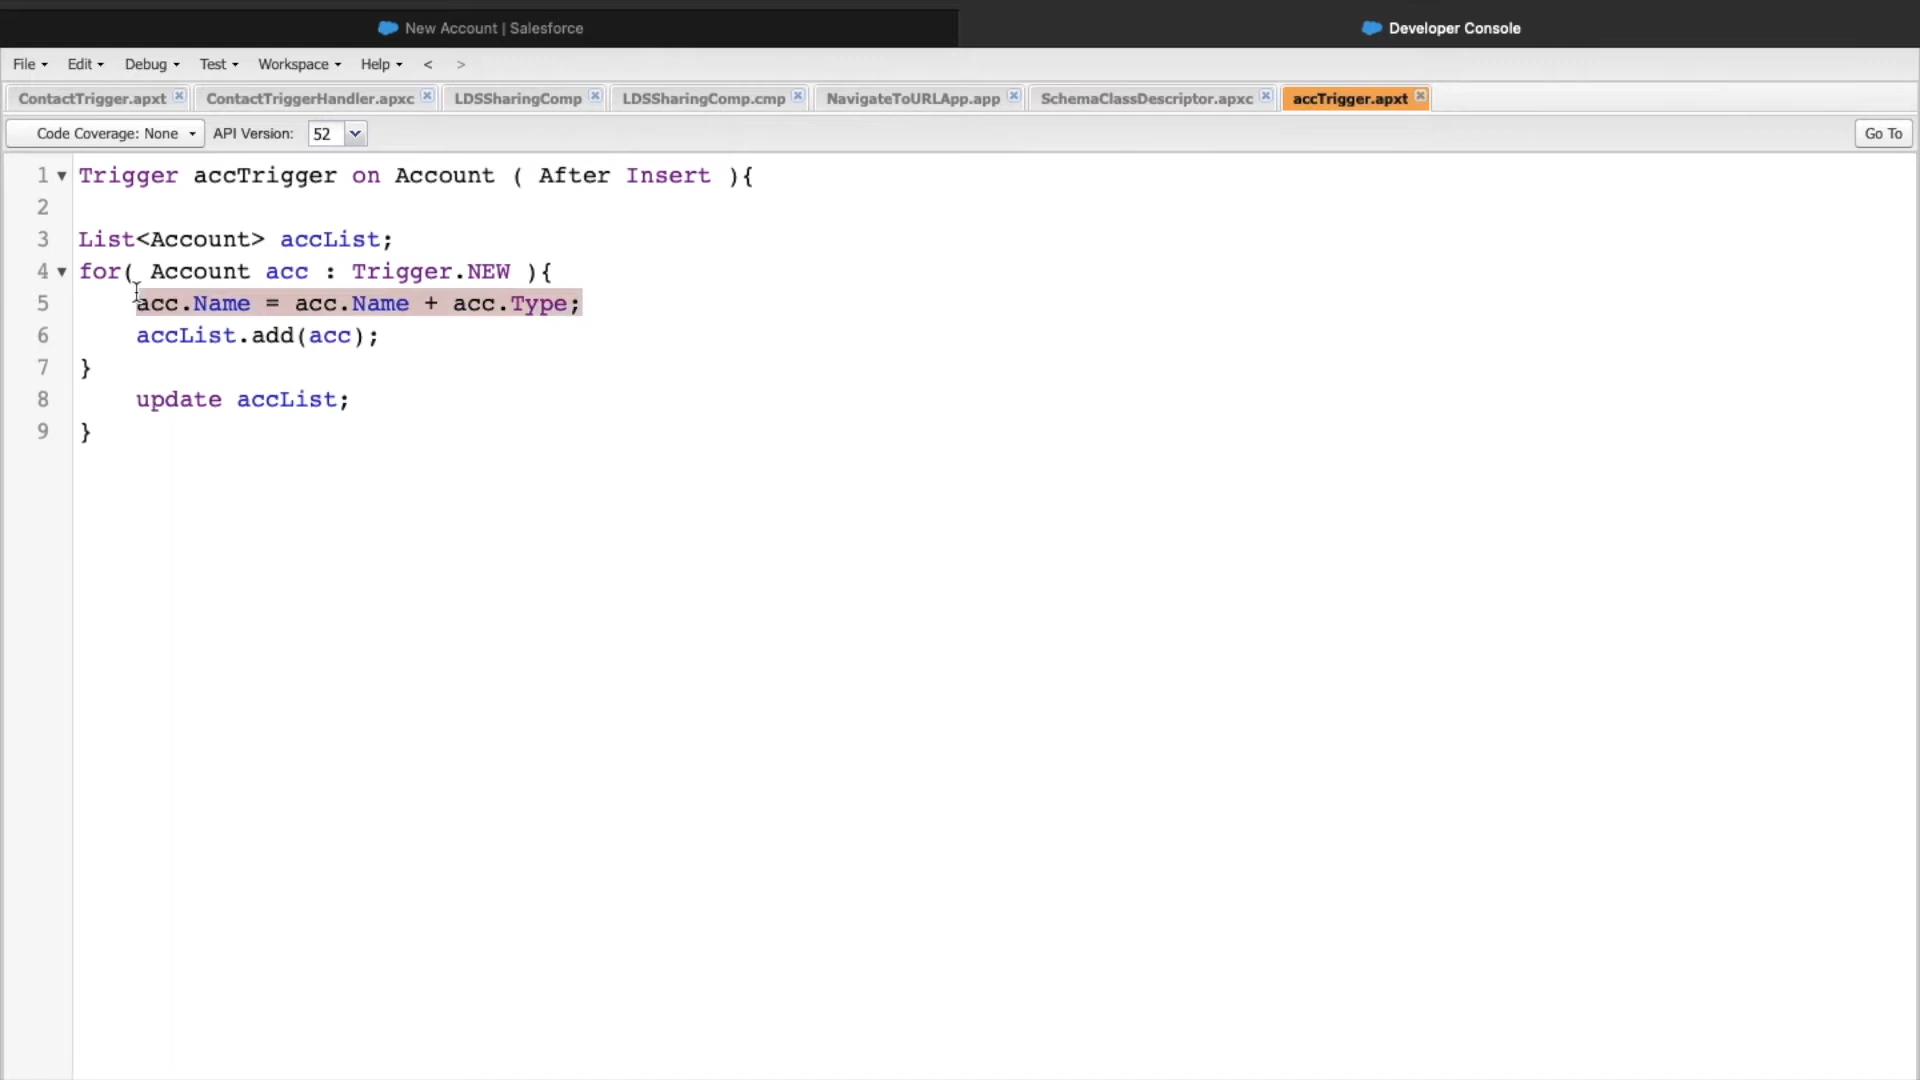 New Account | Salesforce
Developer Console
File Edit Debug Test Workspace Help < >
ContactTrigger.apxt ContactTriggerHandler.apxc LDSSharingComp LDSSharingComp.cmp NavigateToURLApp.app SchemaClassDescriptor.apxc accTrigger.apxt
Code Coverage: None API Version: 52 Go To
1 Trigger accTrigger on Account ( After Insert ){
2
3 List<Account> accList;
4 for( Account acc : Trigger.NEW ){
5 acc.Name = acc.Name + acc.Type;
6 accList.add(acc);
7 }
8 update accList;
9 }